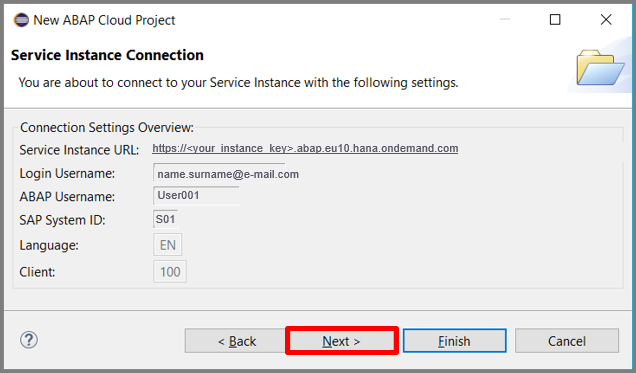 New ABAP Cloud Project
Service Instance Connection
You are about to connect to your Service Instance with the following settings.
Connection Settings Overview:
Service Instance URL: https://<your_instance_key>.abap.eu10.hana.ondemand.com
Login Username: name.surname@e-mail.com
ABAP Username: User001
SAP System ID: S01
Language: EN
Client: 100
? < Back Next > Finish Cancel